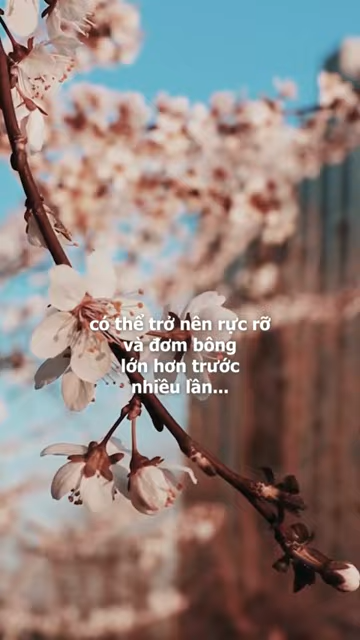 có thể trở nên rực rỡ
và đơm bông
lớn hơn trước
nhiều lần...